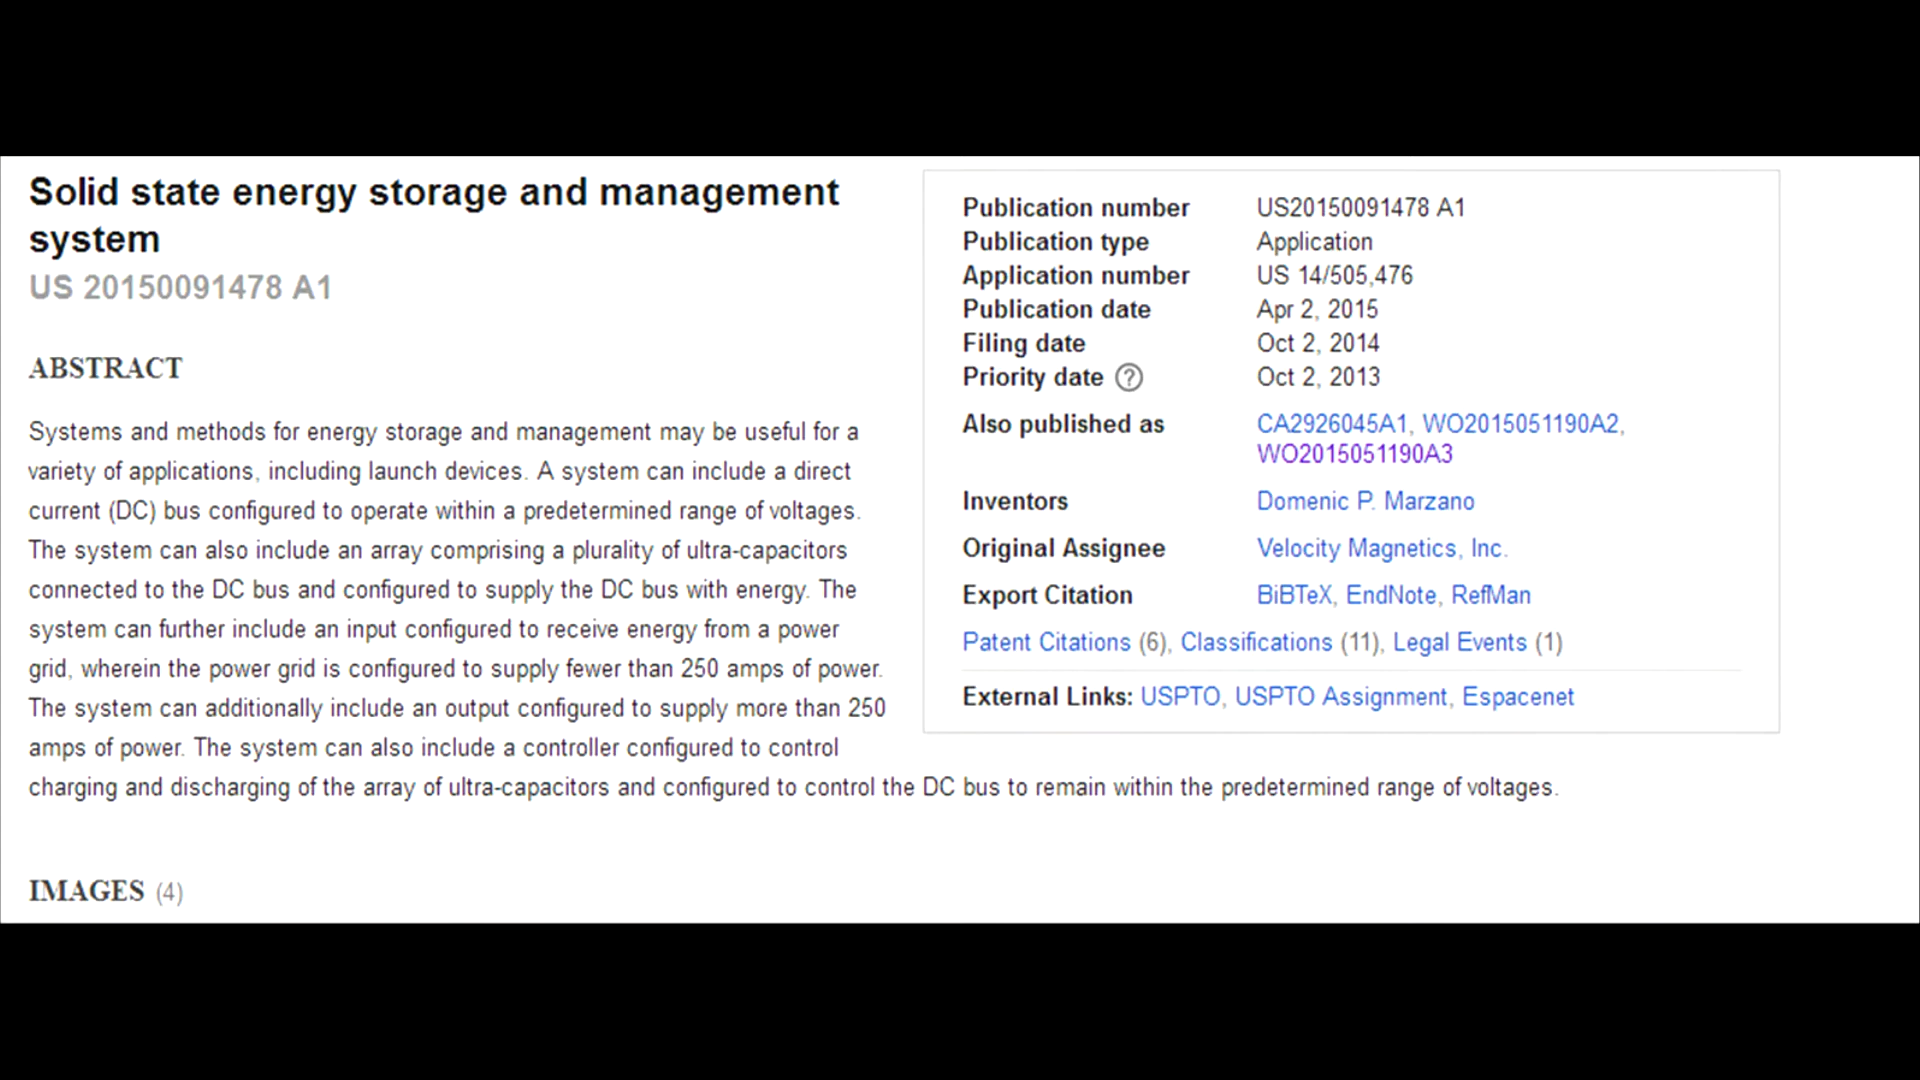 Solid state energy storage and management
system
US 20150091478 A1
ABSTRACT
Systems and methods for energy storage and management may be useful for a
variety of applications, including launch devices. A system can include a direct
current (DC) bus configured to operate within a predetermined range of voltages.
The system can also include an array comprising a plurality of ultra-capacitors
connected to the DC bus and configured to supply the DC bus with energy. The
system can further include an input configured to receive energy from a power
grid, wherein the power grid is configured to supply fewer than 250 amps of power.
The system can additionally include an output configured to supply more than 250
amps of power. The system can also include a controller configured to control
charging and discharging of the array of ultra-capacitors and configured to control the DC bus to remain within the predetermined range of voltages.
IMAGES (4)
Publication number US20150091478 A1
Publication type Application
Application number US 14/505,476
Publication date Apr 2, 2015
Filing date Oct 2, 2014
Priority date ? Oct 2, 2013
Also published as CA2926045A1, WO2015051190A2,
WO2015051190A3
Inventors Domenic P. Marzano
Original Assignee Velocity Magnetics, Inc.
Export Citation BiBTeX, EndNote, RefMan
Patent Citations (6), Classifications (11), Legal Events (1)
External Links: USPTO, USPTO Assignment, Espacenet